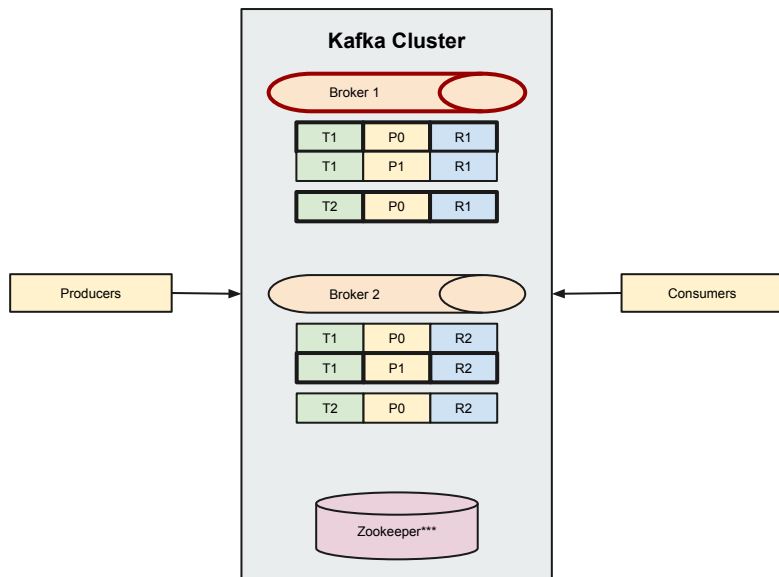 Kafka Cluster
Broker 1
T1 P0 R1
T1 P1 R1
T2 P0 R1
Producers
Broker 2
Consumers
T1 P0 R2
T1 P1 R2
T2 P0 R2
Zookeeper***